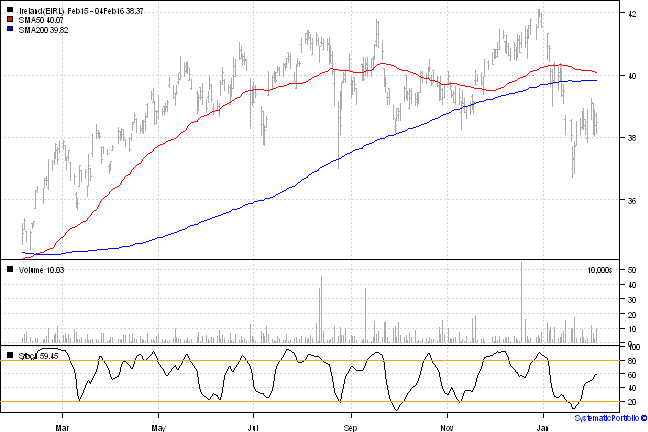 Ireland(EIRL) Feb15 - 04Feb16 38.37
SMA50 40.07
SMA200 39.82
42
40
38
36
Volume 10.03
10,000s
50
40
30
20
10
0
Stoch 59.45
100
80
60
40
20
Mar May Jul Sep Nov Jan
SystematicPortfolio ©